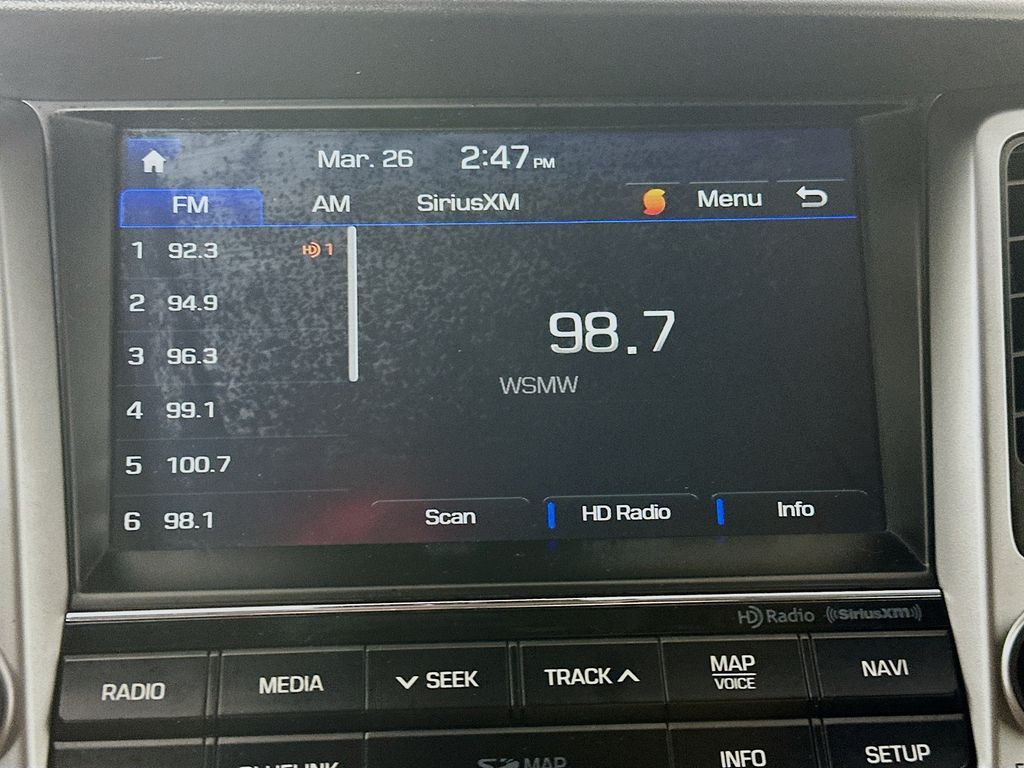 Mar. 26 2:47 PM
FM AM SiriusXM Menu
1 92.3 HD 1
2 94.9
3 96.3
4 99.1
5 100.7
6 98.1
98.7
WSMW
Scan HD Radio Info
HD Radio ((SiriusXM))
RADIO MEDIA SEEK TRACK MAP VOICE NAVI
BLUELINK MAP INFO SETUP